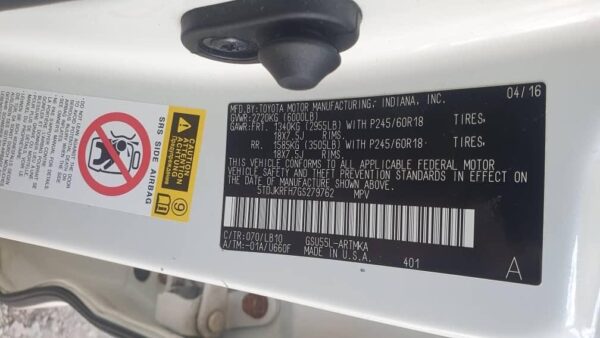 MFD.BY: TOYOTA MOTOR MANUFACTURING, INDIANA, INC. 04/16
GVWR: 2720KG (6000LB)
GAWR: FRT. 1340KG (2955LB) WITH P245/60R18 TIRES,
18X7.5J RIMS
RR. 1585KG (3505LB) WITH P245/60R18 TIRES,
18X7.5J RIMS
THIS VEHICLE CONFORMS TO ALL APPLICABLE FEDERAL MOTOR
VEHICLE SAFETY AND THEFT PREVENTION STANDARDS IN EFFECT ON
THE DATE OF MANUFACTURE SHOWN ABOVE.
5TDJKRFH7GS279762 MPV
C/TR: 070/LB10 GSU55L-ARTMKA
A/TM: -01A/U660F MADE IN U.S.A.
401
A
SRS SIDE AIRBAG
ATTENTION
ACHTUNG
CAUTION